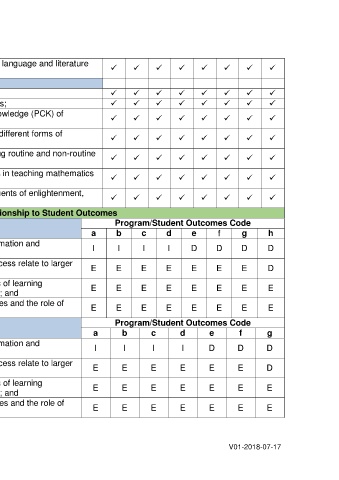 language and literature ✓ ✓ ✓ ✓ ✓ ✓ ✓ ✓
✓ ✓ ✓ ✓ ✓ ✓ ✓ ✓
s; ✓ ✓ ✓ ✓ ✓ ✓ ✓ ✓
owledge (PCK) of ✓ ✓ ✓ ✓ ✓ ✓ ✓ ✓
different forms of ✓ ✓ ✓ ✓ ✓ ✓ ✓ ✓
ng routine and non-routine ✓ ✓ ✓ ✓ ✓ ✓ ✓ ✓
s in teaching mathematics ✓ ✓ ✓ ✓ ✓ ✓ ✓ ✓
ents of enlightenment, ✓ ✓ ✓ ✓ ✓ ✓ ✓ ✓
ionship to Student Outcomes
Program/Student Outcomes Code
a b c d e f g h
mation and I I I I D D D D
cess relate to larger E E E E E E E D
s of learning E E E E E E E E
; and
es and the role of E E E E E E E E
Program/Student Outcomes Code
a b c d e f g
mation and I I I I D D D
cess relate to larger E E E E E E D
s of learning E E E E E E E
; and
es and the role of E E E E E E E
V01-2018-07-17